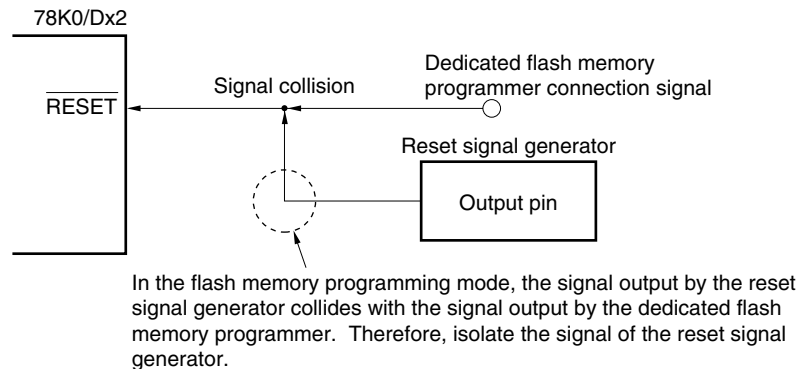 78K0/Dx2
Signal collision
Dedicated flash memory
programmer connection signal
RESET
Reset signal generator
Output pin
In the flash memory programming mode, the signal output by the reset
signal generator collides with the signal output by the dedicated flash
memory programmer.  Therefore, isolate the signal of the reset signal
generator.